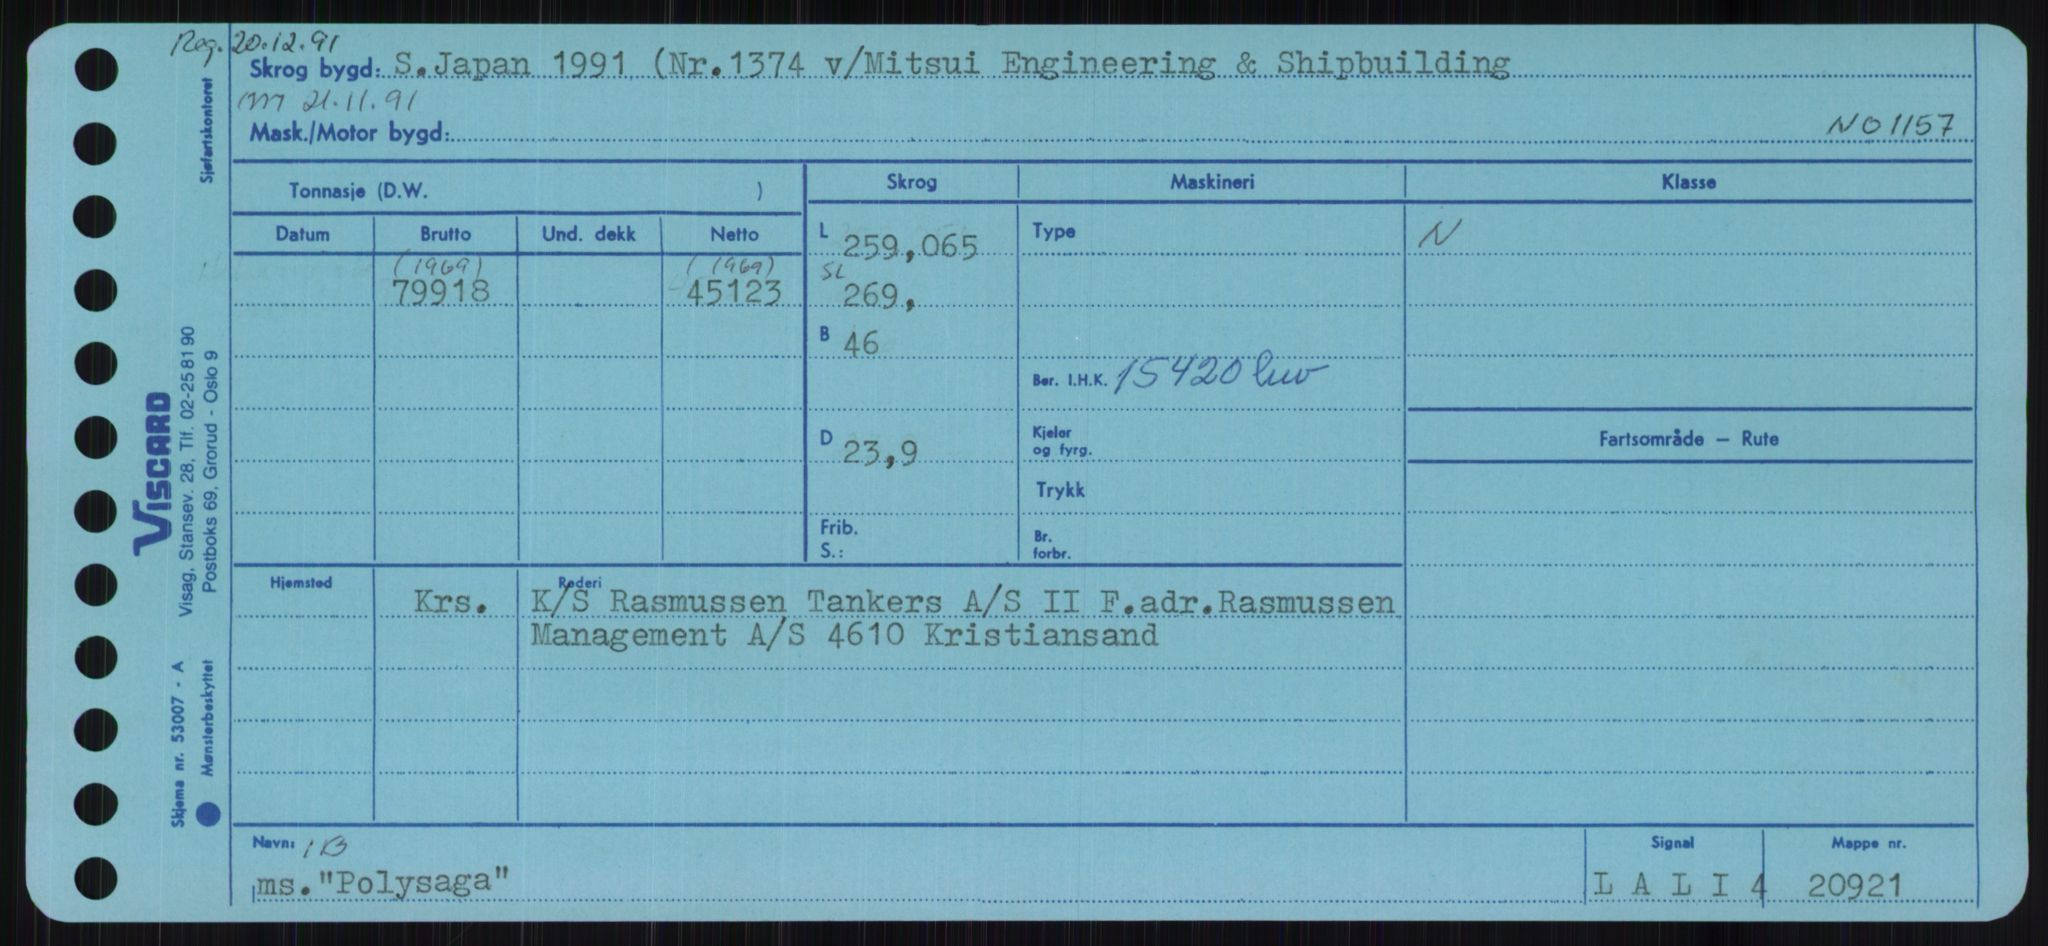 Reg. 20.12.91
Skrog bygd: S.Japan 1991 (Nr.1374 v/Mitsui Engineering & Shipbuilding
21.11.91
Mask./Motor bygd:
NO 1157
Tonnasje (D.W. )
Skrog Maskineri Klasse
Datum Brutto Und. dekk Netto
L 259,065
Type
N
(1969) (1969)
79918 45123
SL 269,
B 46
Ber. I.H.K. 15420 kw
D 23,9
Kjeler
og fyrg.
Fartsområde – Rute
Trykk
Frib.
S.:
Br.
forbr.
Hjemsted Rederi
Krs. K/S Rasmussen Tankers A/S II F.adr.Rasmussen
Management A/S 4610 Kristiansand
Navn: 1B
ms."Polysaga"
Signal
L A L I 4
Mappe nr.
20921
Sjøfartskontoret
VISCARD
Visag, Stansev. 28, Tlf. 02-25 81 90
Postboks 69, Grorud - Oslo 9
Skjema nr. 53007 - A
Mønsterbeskyttet